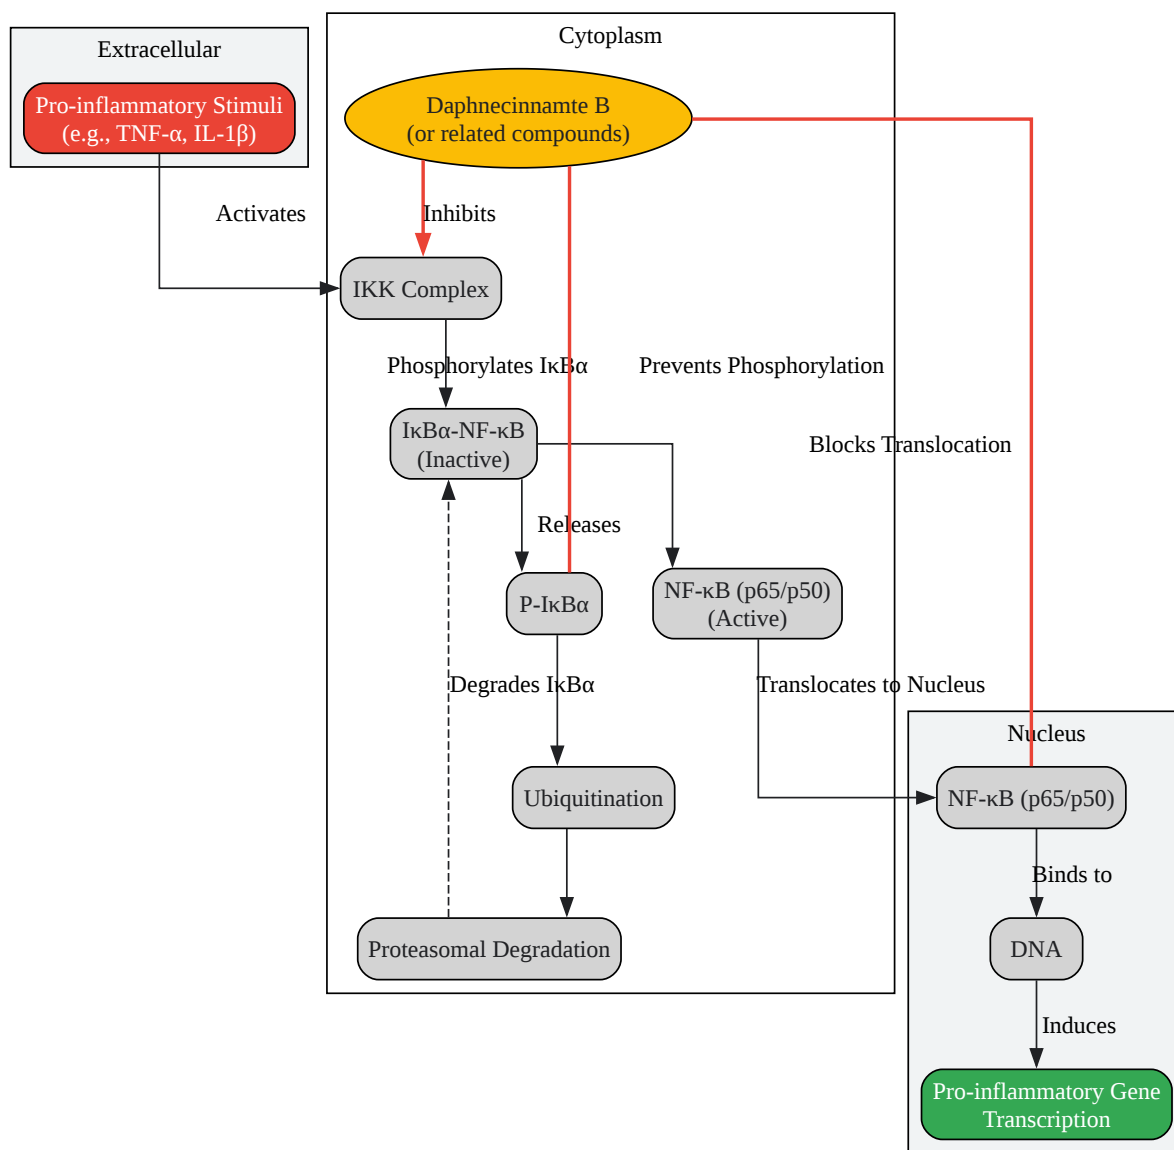 Extracellular
Pro-inflammatory Stimuli
(e.g., TNF-α, IL-1β)
Cytoplasm
Daphnecinnamte B
(or related compounds)
Activates
Inhibits
IKK Complex
Phosphorylates IκBα
Prevents Phosphorylation
IκBα-NF-κB
(Inactive)
Blocks Translocation
Releases
P-IκBα
NF-κB (p65/p50)
(Active)
Degrades IκBα
Translocates to Nucleus
Nucleus
Ubiquitination
NF-κB (p65/p50)
Binds to
Proteasomal Degradation
DNA
Induces
Pro-inflammatory Gene
Transcription